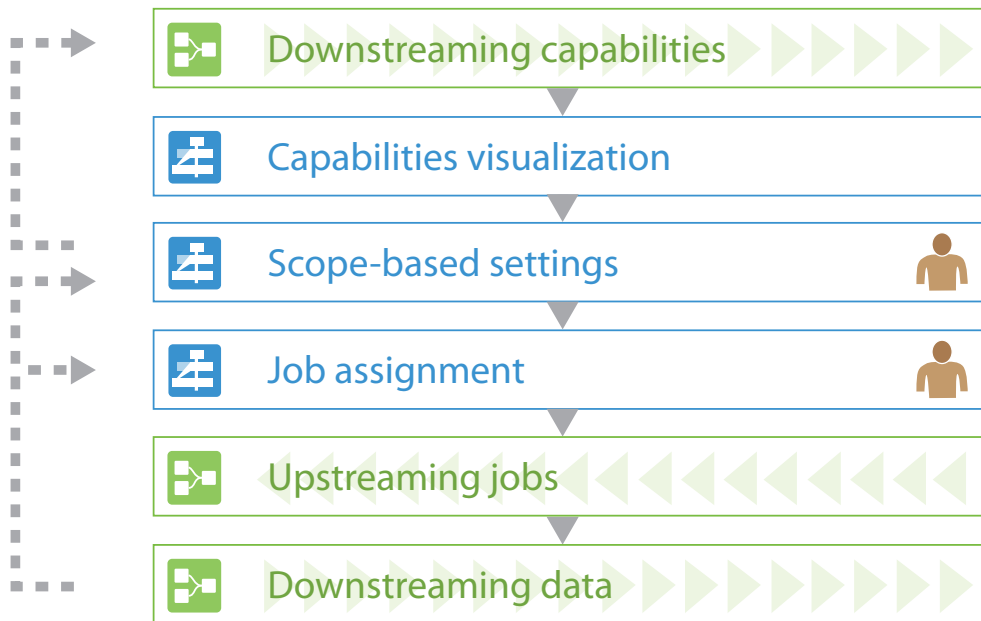 Downstreaming capabilities
Capabilities visualization
Scope-based settings
Job assignment
Upstreaming jobs
Downstreaming data